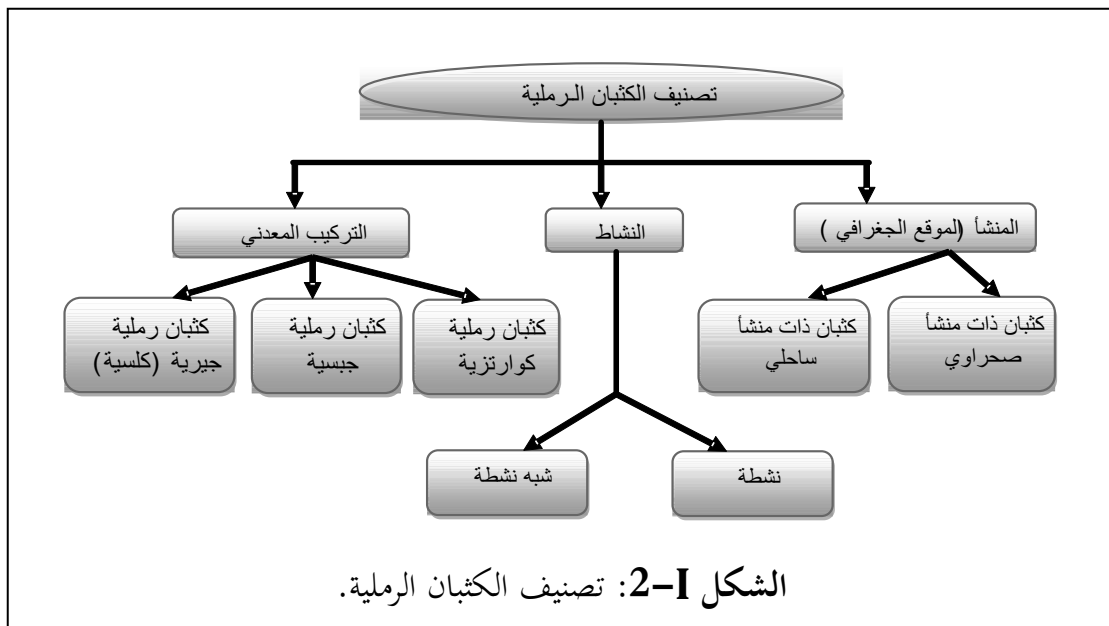 تصنيف الكثبان الرملية
المنشأ (لموقع الجغرافي )
النشاط
التركيب المعدني
كثبان ذات منشأ
صحراوي
كثبان ذات منشأ
ساحلي
كثبان رملية
كوارتزية
كثبان رملية
جبسية
كثبان رملية
جيرية (كلسية)
نشطة
شبه نشطة
الشكل I-2: تصنيف الكثبان الرملية.